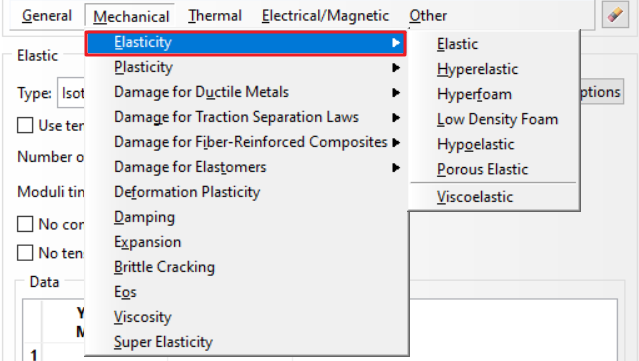 General Mechanical Thermal Electrical/Magnetic Other
Elasticity
Plasticity
Damage for Ductile Metals
Damage for Traction Separation Laws
Damage for Fiber-Reinforced Composites
Damage for Elastomers
Deformation Plasticity
Damping
Expansion
Brittle Cracking
Eos
Viscosity
Super Elasticity
Elastic
Hyperelastic
Hyperfoam
Low Density Foam
Hypoelastic
Porous Elastic
Viscoelastic
Elastic
Type: Isot
ptions
Use ten
Number o
Moduli tim
No con
No ten
Data
Y
M
1